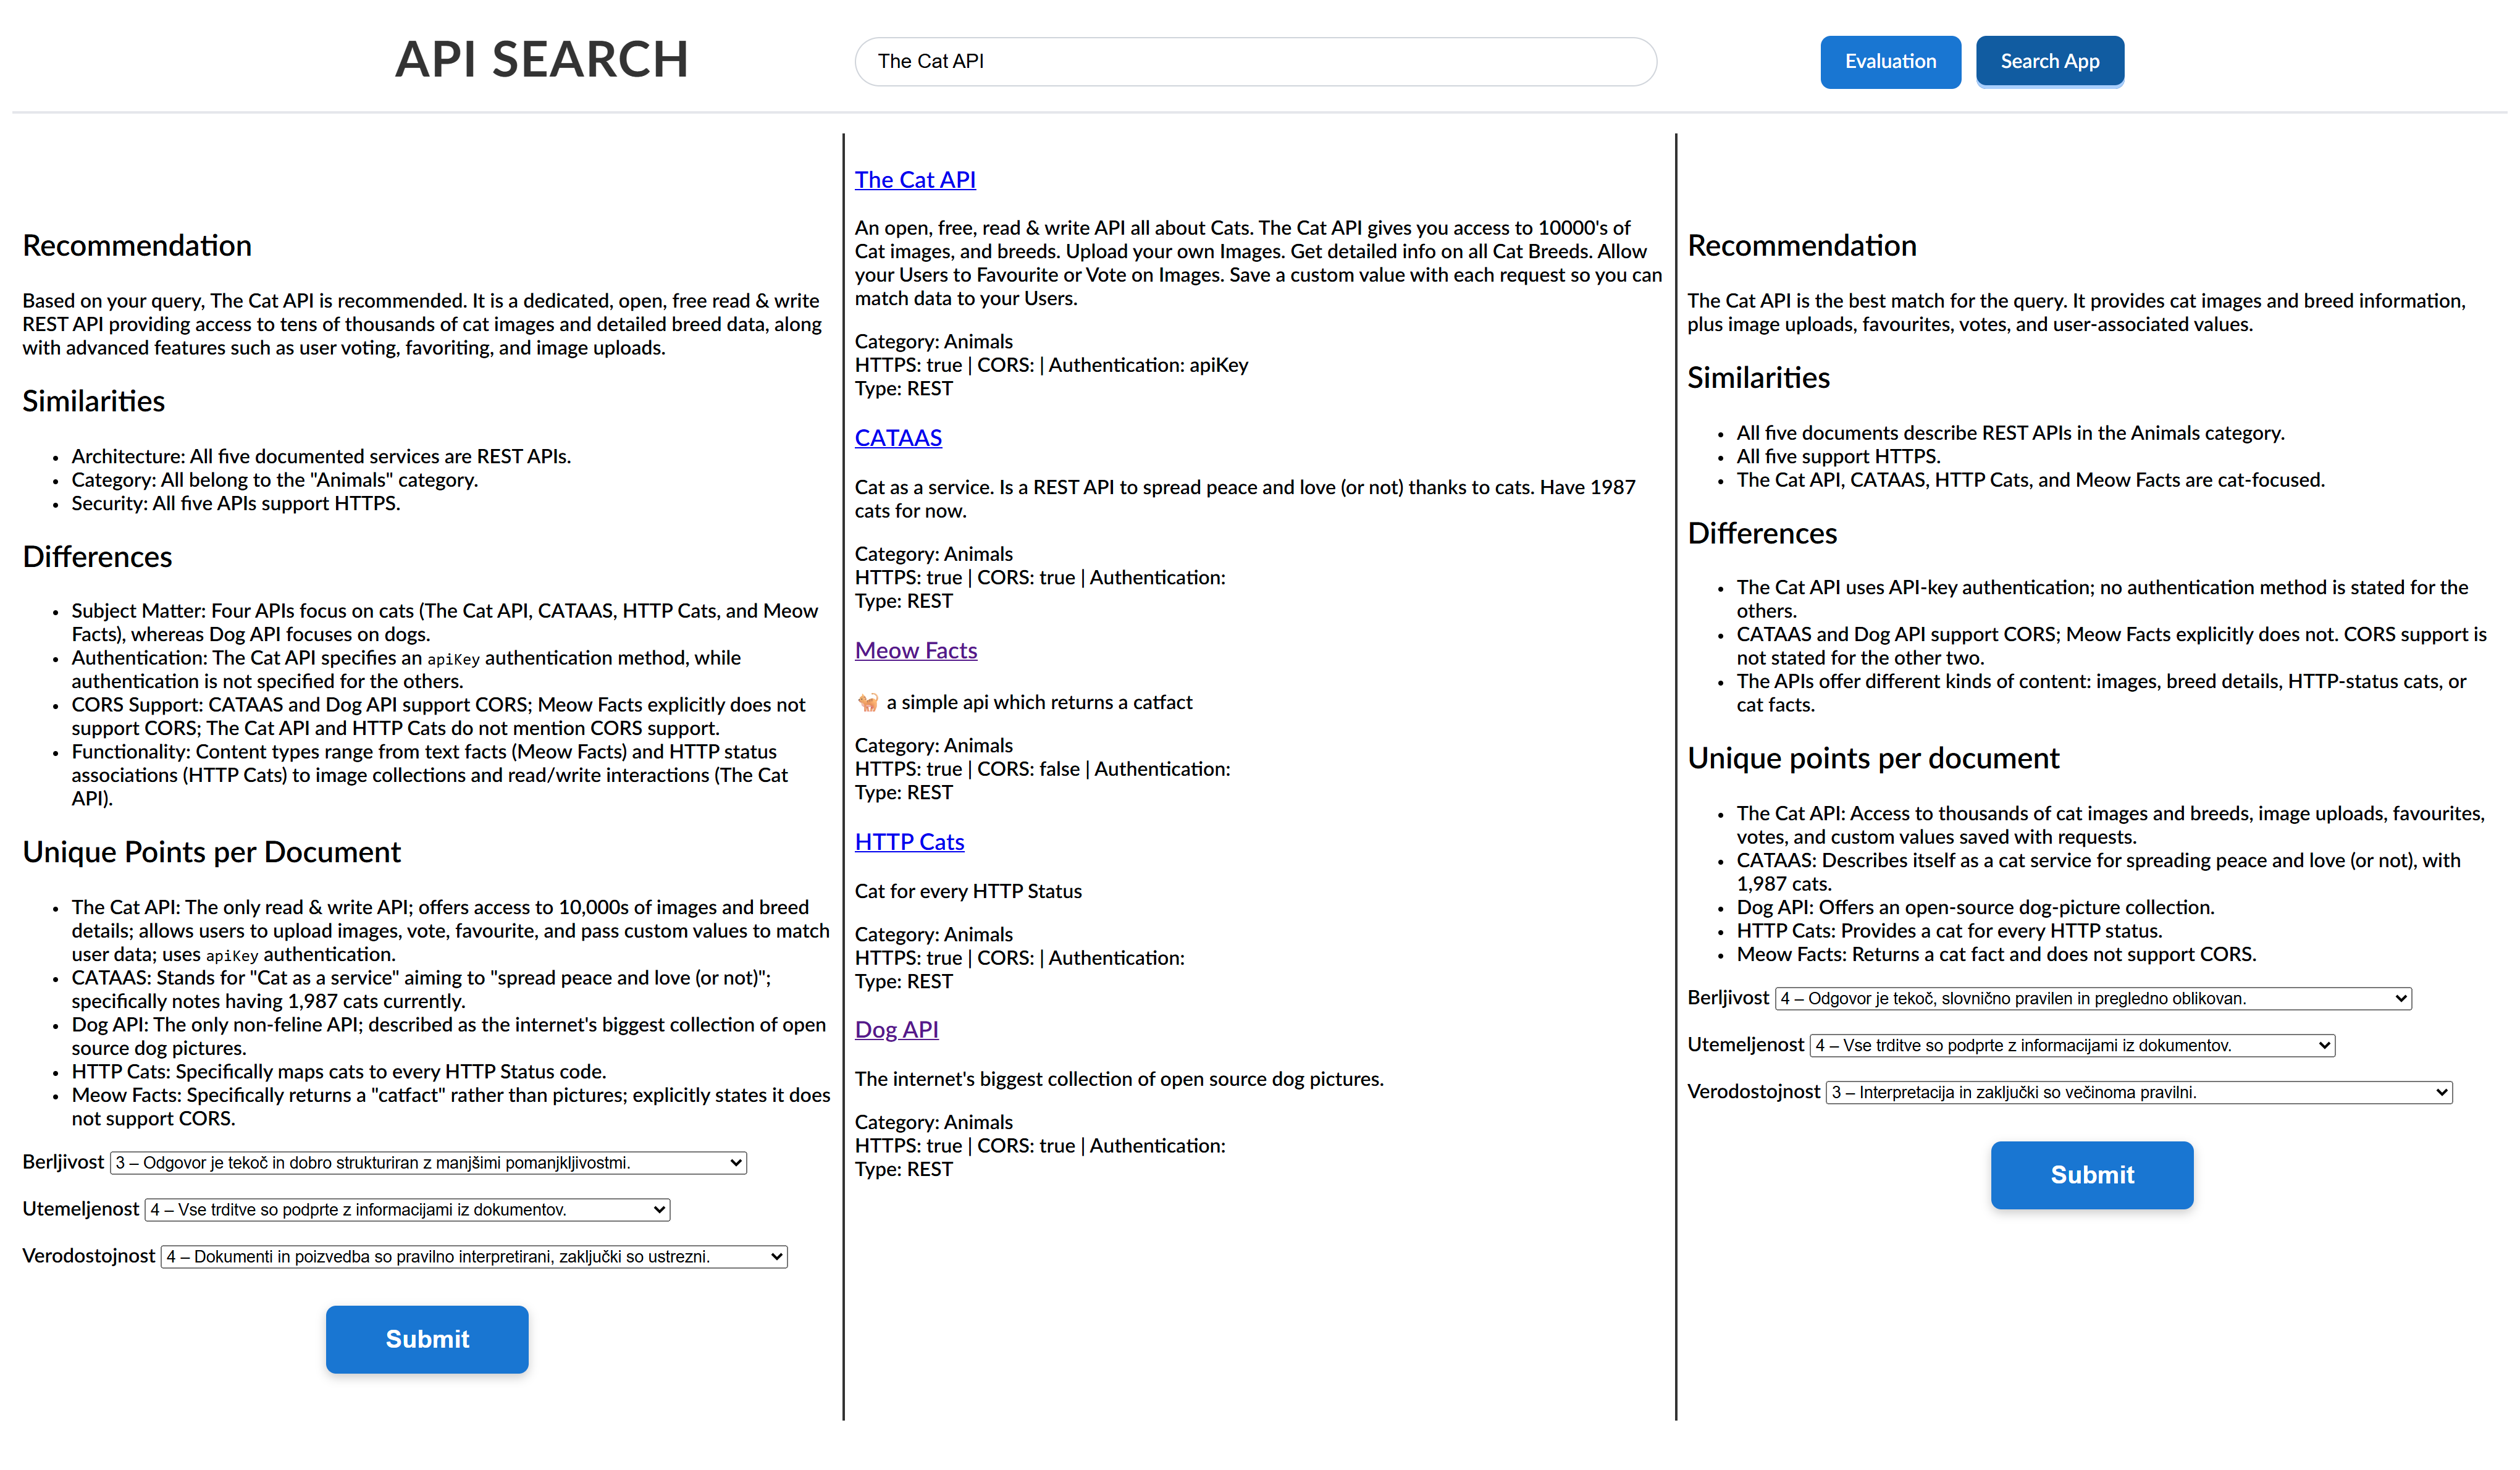 API SEARCH
The Cat API
Evaluation
Search App
Recommendation
Based on your query, The Cat API is recommended. It is a dedicated, open, free read & write
REST API providing access to tens of thousands of cat images and detailed breed data, along
with advanced features such as user voting, favoriting, and image uploads.
Similarities
• Architecture: All five documented services are REST APIs.
• Category: All belong to the "Animals" category.
• Security: All five APIs support HTTPS.
Differences
• Subject Matter: Four APIs focus on cats (The Cat API, CATAAS, HTTP Cats, and Meow
Facts), whereas Dog API focuses on dogs.
• Authentication: The Cat API specifies an apiKey authentication method, while
authentication is not specified for the others.
• CORS Support: CATAAS and Dog API support CORS; Meow Facts explicitly does not
support CORS; The Cat API and HTTP Cats do not mention CORS support.
• Functionality: Content types range from text facts (Meow Facts) and HTTP status
associations (HTTP Cats) to image collections and read/write interactions (The Cat
API).
Unique Points per Document
• The Cat API: The only read & write API; offers access to 10,000s of images and breed
details; allows users to upload images, vote, favourite, and pass custom values to match
user data; uses apiKey authentication.
• CATAAS: Stands for "Cat as a service" aiming to "spread peace and love (or not)";
specifically notes having 1,987 cats currently.
• Dog API: The only non-feline API; described as the internet's biggest collection of open
source dog pictures.
• HTTP Cats: Specifically maps cats to every HTTP Status code.
• Meow Facts: Specifically returns a "catfact" rather than pictures; explicitly states it does
not support CORS.
Berljivost 3 – Odgovor je tekoč in dobro strukturiran z manjšimi pomanjkljivostmi.
Utemeljenost 4 – Vse trditve so podprte z informacijami iz dokumentov.
Verodostojnost 4 – Dokumenti in poizvedba so pravilno interpretirani, zaključki so ustrezni.
Submit
The Cat API
An open, free, read & write API all about Cats. The Cat API gives you access to 10000's of
Cat images, and breeds. Upload your own Images. Get detailed info on all Cat Breeds. Allow
your Users to Favourite or Vote on Images. Save a custom value with each request so you can
match data to your Users.
Category: Animals
HTTPS: true | CORS: | Authentication: apiKey
Type: REST
CATAAS
Cat as a service. Is a REST API to spread peace and love (or not) thanks to cats. Have 1987
cats for now.
Category: Animals
HTTPS: true | CORS: true | Authentication:
Type: REST
Meow Facts
🐈 a simple api which returns a catfact
Category: Animals
HTTPS: true | CORS: false | Authentication:
Type: REST
HTTP Cats
Cat for every HTTP Status
Category: Animals
HTTPS: true | CORS: | Authentication:
Type: REST
Dog API
The internet's biggest collection of open source dog pictures.
Category: Animals
HTTPS: true | CORS: true | Authentication:
Type: REST
Recommendation
The Cat API is the best match for the query. It provides cat images and breed information,
plus image uploads, favourites, votes, and user-associated values.
Similarities
• All five documents describe REST APIs in the Animals category.
• All five support HTTPS.
• The Cat API, CATAAS, HTTP Cats, and Meow Facts are cat-focused.
Differences
• The Cat API uses API-key authentication; no authentication method is stated for the
others.
• CATAAS and Dog API support CORS; Meow Facts explicitly does not. CORS support is
not stated for the other two.
• The APIs offer different kinds of content: images, breed details, HTTP-status cats, or
cat facts.
Unique points per document
• The Cat API: Access to thousands of cat images and breeds, image uploads, favourites,
votes, and custom values saved with requests.
• CATAAS: Describes itself as a cat service for spreading peace and love (or not), with
1,987 cats.
• Dog API: Offers an open-source dog-picture collection.
• HTTP Cats: Provides a cat for every HTTP status.
• Meow Facts: Returns a cat fact and does not support CORS.
Berljivost 4 – Odgovor je tekoč, slovnično pravilen in pregledno oblikovan.
Utemeljenost 4 – Vse trditve so podprte z informacijami iz dokumentov.
Verodostojnost 3 – Interpretacija in zaključki so večinoma pravilni.
Submit